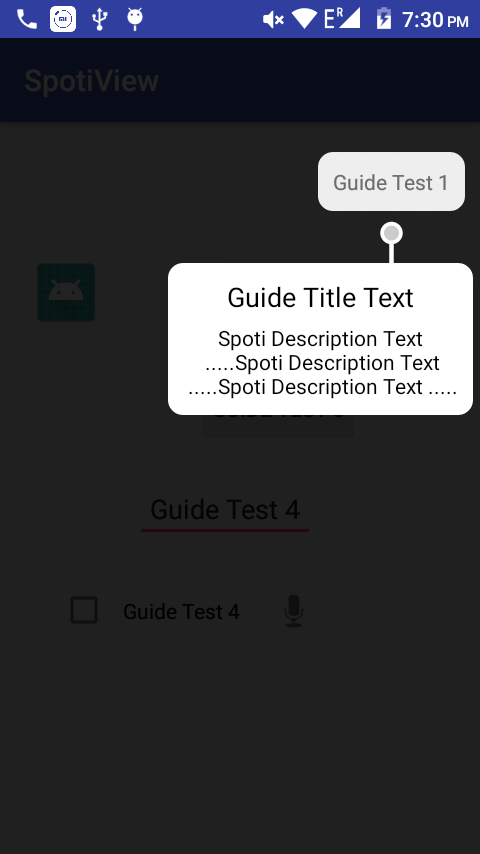 E R 7:30 PM
SpotiView
Guide Test 1
Guide Title Text
Spoti Description Text
.....Spoti Description Text
.....Spoti Description Text .....
Guide Test 4
Guide Test 4